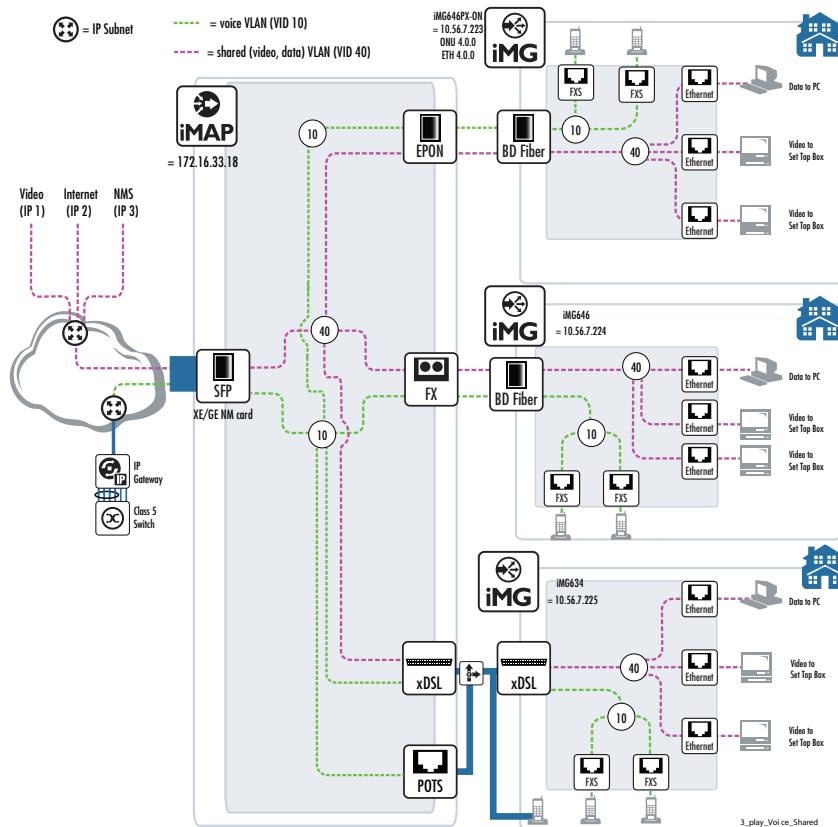 = IP Subnet
= voice VLAN (VID 10)
= shared (video, data) VLAN (VID 40)
iMAP
= 172.16.33.18
Video
(IP 1)
Internet
(IP 2)
NMS
(IP 3)
SFP
XE/GE NM card
IP
Gateway
IP
Class 5
Switch
10
40
10
EPON
FX
xDSL
POTS
iMG646PX-ON
= 10.56.7.223
ONU 4.0.0
ETH 4.0.0
iMG
BD Fiber
FXS
FXS
10
40
Ethernet
Data to PC
Ethernet
Video to
Set Top Box
Ethernet
Video to
Set Top Box
iMG
iMG646
= 10.56.7.224
BD Fiber
40
10
FXS
FXS
Ethernet
Data to PC
Ethernet
Video to
Set Top Box
Ethernet
Video to
Set Top Box
iMG
iMG634
= 10.56.7.225
xDSL
40
10
FXS
FXS
Ethernet
Data to PC
Ethernet
Video to
Set Top Box
Ethernet
Video to
Set Top Box
3_play_Voi ce_Shared